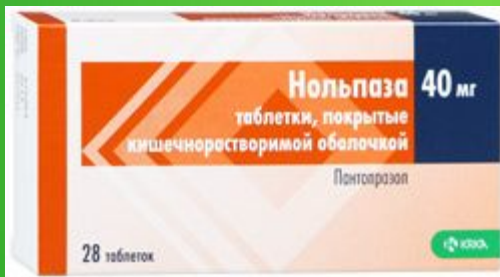 Нольпаза 40 мг
таблетки, покрытые
кишечнорастворимой оболочкой
Пантопразол
28 таблеток
KRKA